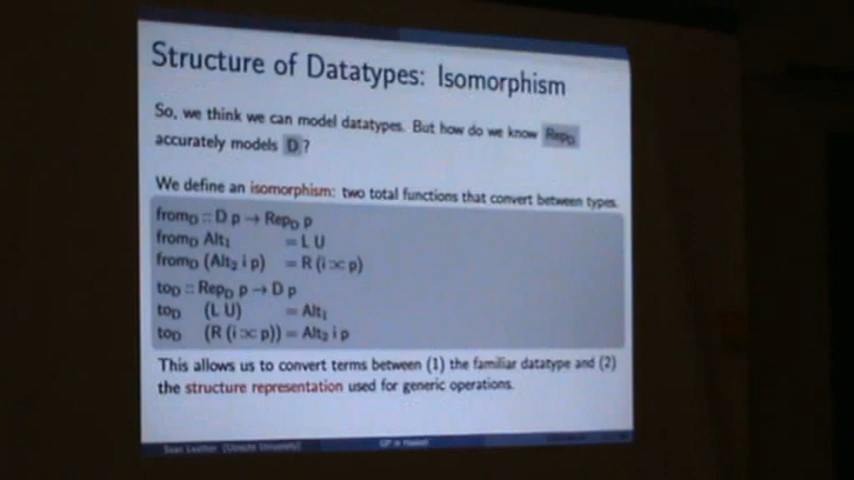 Structure of Datatypes: Isomorphism
So, we think we can model datatypes. But how do we know Rep_D
accurately models D?
We define an isomorphism: two total functions that convert between types.
from_D :: D p → Rep_D p
from_D Alt₁ = L U
from_D (Alt₂ i p) = R (i :×: p)
to_D :: Rep_D p → D p
to_D (L U) = Alt₁
to_D (R (i :×: p)) = Alt₂ i p
This allows us to convert terms between (1) the familiar datatype and (2)
the structure representation used for generic operations.
Sean Leather (Utrecht University) GP in Haskell